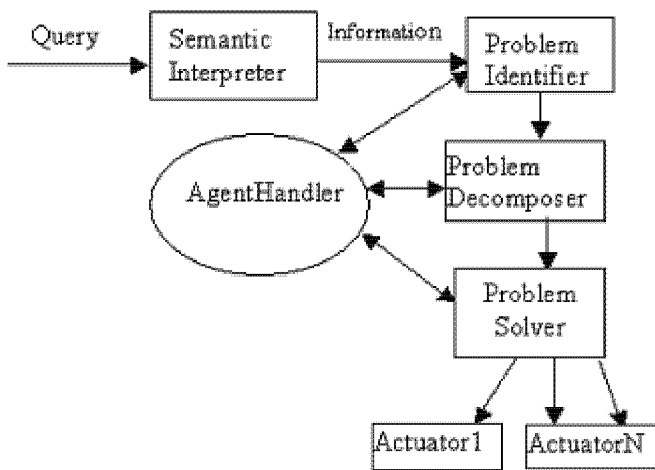 Query
Semantic
Interpreter
Information
Problem
Identifier
AgentHandler
Problem
Decomposer
Problem
Solver
Actuator1
ActuatorN